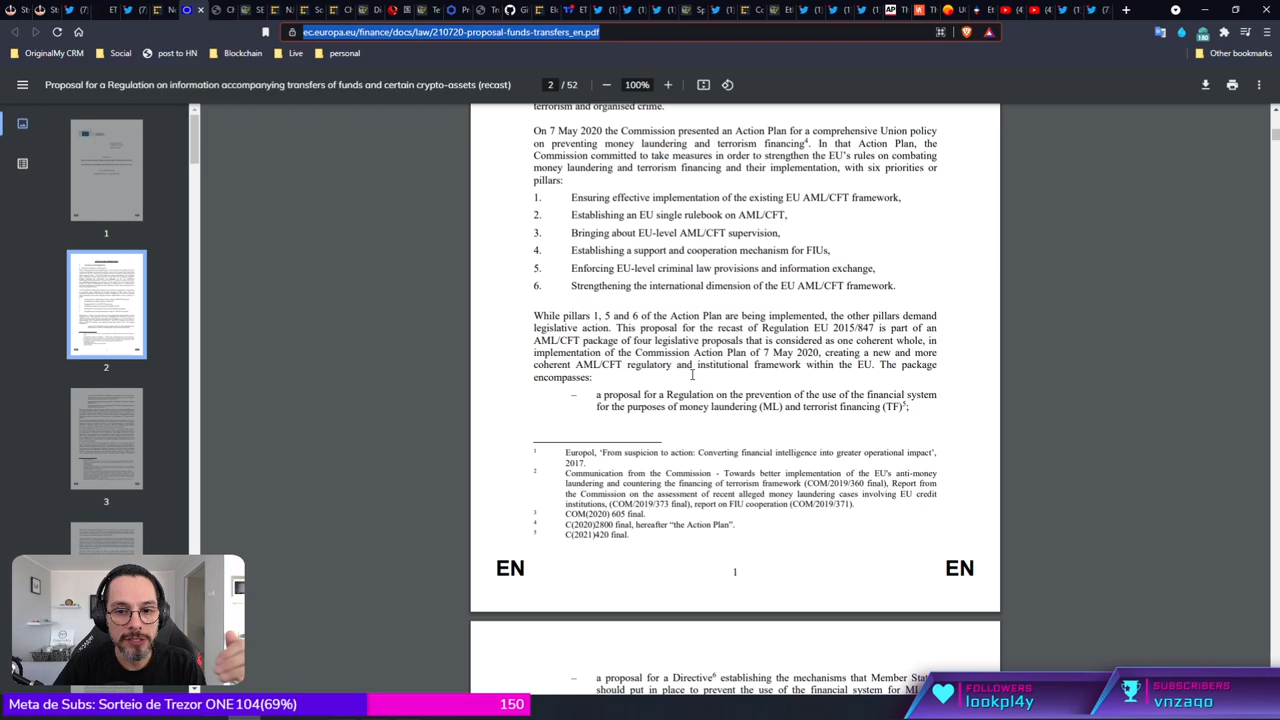 ec.europa.eu/finance/docs/law/210720-proposal-funds-transfers_en.pdf
OriginalMy CRM
Social
post to HN
Blockchain
Live
personal
Other bookmarks
Proposal for a Regulation on information accompanying transfers of funds and certain crypto-assets (recast)
2 / 52
100%
1
2
3
terrorism and organised crime.
On 7 May 2020 the Commission presented an Action Plan for a comprehensive Union policy
on preventing money laundering and terrorism financing4. In that Action Plan, the
Commission committed to take measures in order to strengthen the EU's rules on combating
money laundering and terrorism financing and their implementation, with six priorities or
pillars:
1. Ensuring effective implementation of the existing EU AML/CFT framework,
2. Establishing an EU single rulebook on AML/CFT,
3. Bringing about EU-level AML/CFT supervision,
4. Establishing a support and cooperation mechanism for FIUs,
5. Enforcing EU-level criminal law provisions and information exchange,
6. Strengthening the international dimension of the EU AML/CFT framework.
While pillars 1, 5 and 6 of the Action Plan are being implemented, the other pillars demand
legislative action. This proposal for the recast of Regulation EU 2015/847 is part of an
AML/CFT package of four legislative proposals that is considered as one coherent whole, in
implementation of the Commission Action Plan of 7 May 2020, creating a new and more
coherent AML/CFT regulatory and institutional framework within the EU. The package
encompasses:
– a proposal for a Regulation on the prevention of the use of the financial system
for the purposes of money laundering (ML) and terrorist financing (TF)5;
1 Europol, ‘From suspicion to action: Converting financial intelligence into greater operational impact’,
2017.
2 Communication from the Commission - Towards better implementation of the EU's anti-money
laundering and countering the financing of terrorism framework (COM/2019/360 final), Report from
the Commission on the assessment of recent alleged money laundering cases involving EU credit
institutions, (COM/2019/373 final), report on FIU cooperation (COM/2019/371).
3 COM(2020) 605 final.
4 C(2020)2800 final, hereafter “the Action Plan”.
5 C(2021)420 final.
EN 1 EN
– a proposal for a Directive6 establishing the mechanisms that Member
should put in place to prevent the use of the financial system for
Meta de Subs: Sorteio de Trezor ONE 104(69%)
150
FOLLOWERS
lookpl4y
SUBSCRIBERS
vnzago